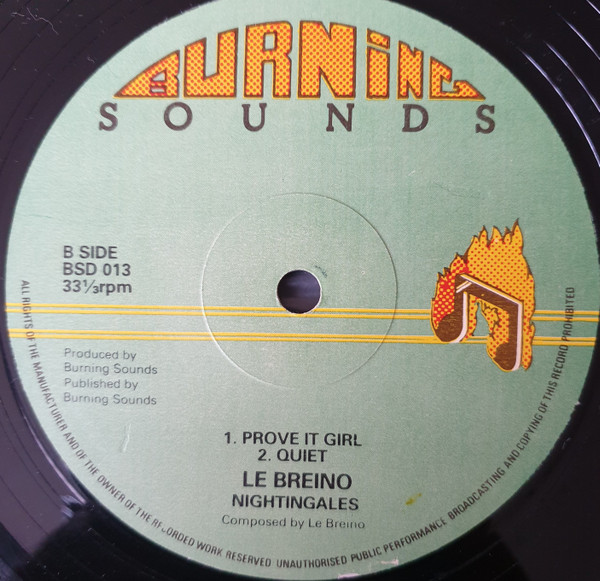 BURNiNG
SOUNDS
B SIDE
BSD 013
33⅓rpm
Produced by
Burning Sounds
Published by
Burning Sounds
1. PROVE IT GIRL
2. QUIET
LE BREINO
NIGHTINGALES
Composed by Le Breino
ALL RIGHTS OF THE MANUFACTURER AND OF THE OWNER OF THE RECORDED WORK RESERVED UNAUTHORISED PUBLIC PERFORMANCE BROADCASTING AND COPYING OF THIS RECORD PROHIBITED